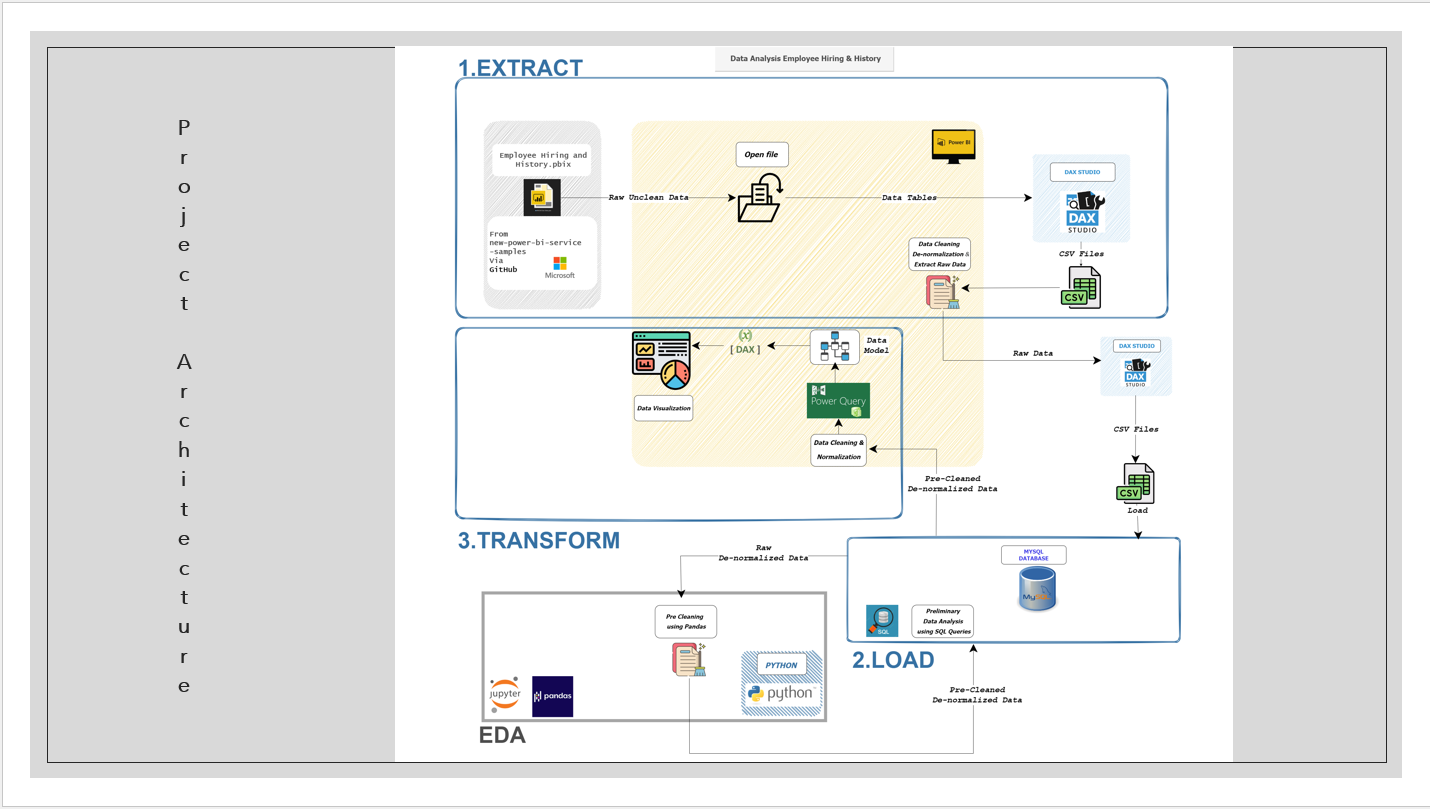 Project Architecture
Data Analysis Employee Hiring & History
1.EXTRACT
Employee Hiring and
History.pbix
From
new-power-bi-service
-samples
Via
GitHub
Microsoft
Raw Unclean Data
Open file
Power BI
Data Tables
DAX STUDIO
DAX
STUDIO
CSV Files
CSV
Data Cleaning
De-normalization &
Extract Raw Data
Data Visualization
(x)
[ DAX ]
Data
Model
Power Query
Data Cleaning &
Normalization
Raw Data
DAX STUDIO
DAX
STUDIO
CSV Files
CSV
Load
Pre-Cleaned
De-normalized Data
3.TRANSFORM
Raw
De-normalized Data
MYSQL
DATABASE
MySQL
SQL
Preliminary
Data Analysis
using SQL Queries
2.LOAD
Pre Cleaning
using Pandas
jupyter
pandas
PYTHON
python
EDA
Pre-Cleaned
De-normalized Data